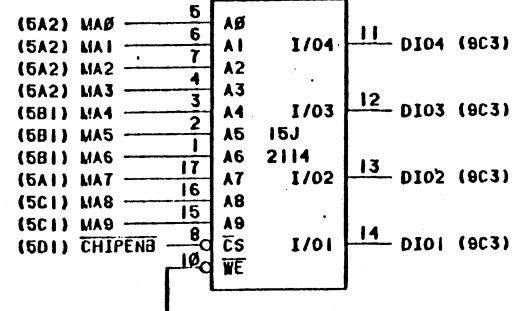 5
(5A2) MAØ AØ
6 11
(5A2) MA1 A1 I/O4 DIO4 (9C3)
7
(5A2) MA2 A2
4
(5A2) MA3 A3
3 12
(5B1) MA4 A4 I/O3 DIO3 (9C3)
2
(5B1) MA5 A5 15J
1
(5B1) MA6 A6 2114
17 13
(5A1) MA7 A7 I/O2 DIO2 (9C3)
16
(5C1) MA8 A8
15
(5C1) MA9 A9
8 14
(5D1) CHIPENB CS I/O1 DIO1 (9C3)
1Ø
WE